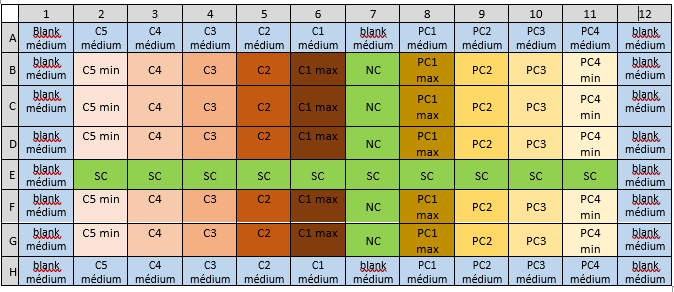 1 2 3 4 5 6 7 8 9 10 11 12
A Blank médium C5 médium C4 médium C3 médium C2 médium C1 médium blank médium PC1 médium PC2 médium PC3 médium PC4 médium blank médium
B blank médium C5 min C4 C3 C2 C1 max NC PC1 max PC2 PC3 PC4 min blank médium
C blank médium C5 min C4 C3 C2 C1 max NC PC1 max PC2 PC3 PC4 min blank médium
D blank médium C5 min C4 C3 C2 C1 max NC PC1 max PC2 PC3 PC4 min blank médium
E blank médium SC SC SC SC SC SC SC SC SC SC blank médium
F blank médium C5 min C4 C3 C2 C1 max NC PC1 max PC2 PC3 PC4 min blank médium
G blank médium C5 min C4 C3 C2 C1 max NC PC1 max PC2 PC3 PC4 min blank médium
H blank médium C5 médium C4 médium C3 médium C2 médium C1 médium blank médium PC1 médium PC2 médium PC3 médium PC4 médium blank médium